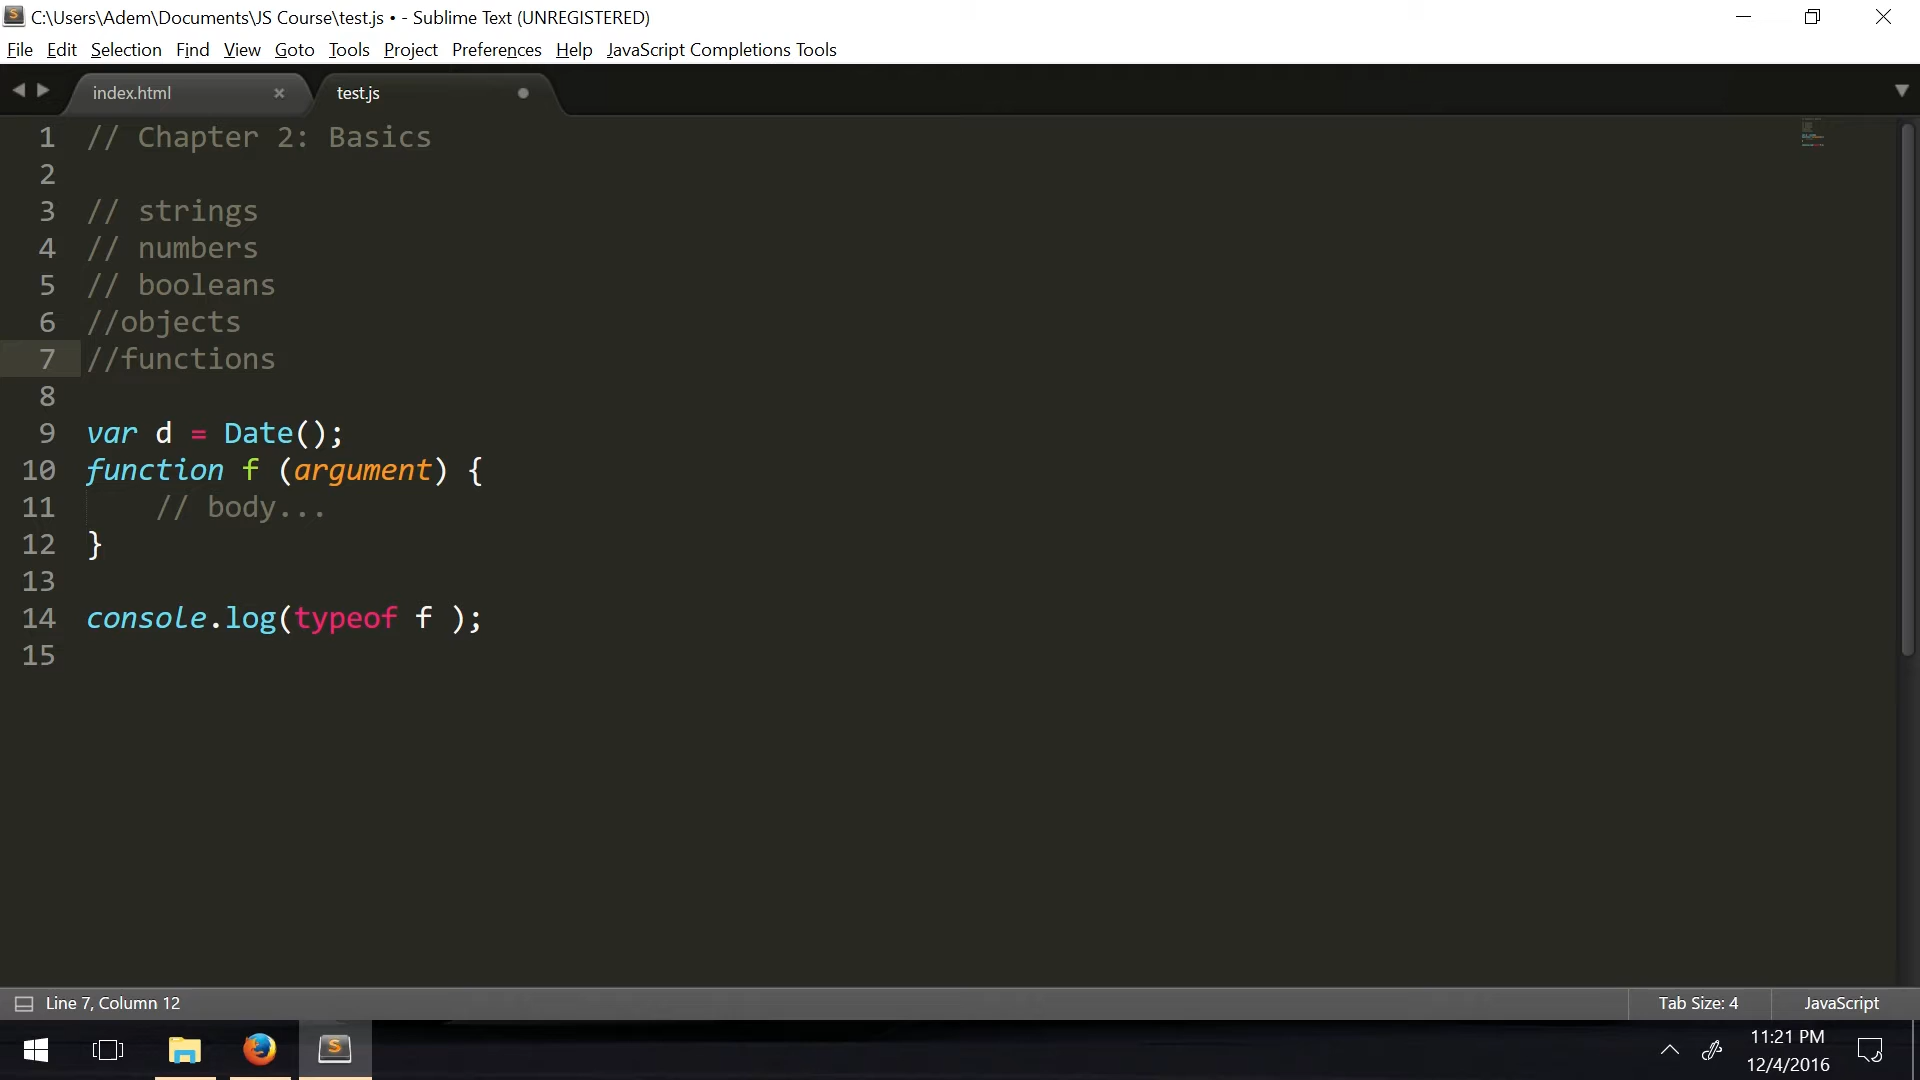 C:\Users\Adem\Documents\JS Course\test.js • - Sublime Text (UNREGISTERED)
File Edit Selection Find View Goto Tools Project Preferences Help JavaScript Completions Tools
index.html × test.js
1 // Chapter 2: Basics
2
3 // strings
4 // numbers
5 // booleans
6 //objects
7 //functions
8
9 var d = Date();
10 function f (argument) {
11     // body...
12 }
13
14 console.log(typeof f );
15
Line 7, Column 12 Tab Size: 4 JavaScript
11:21 PM
12/4/2016